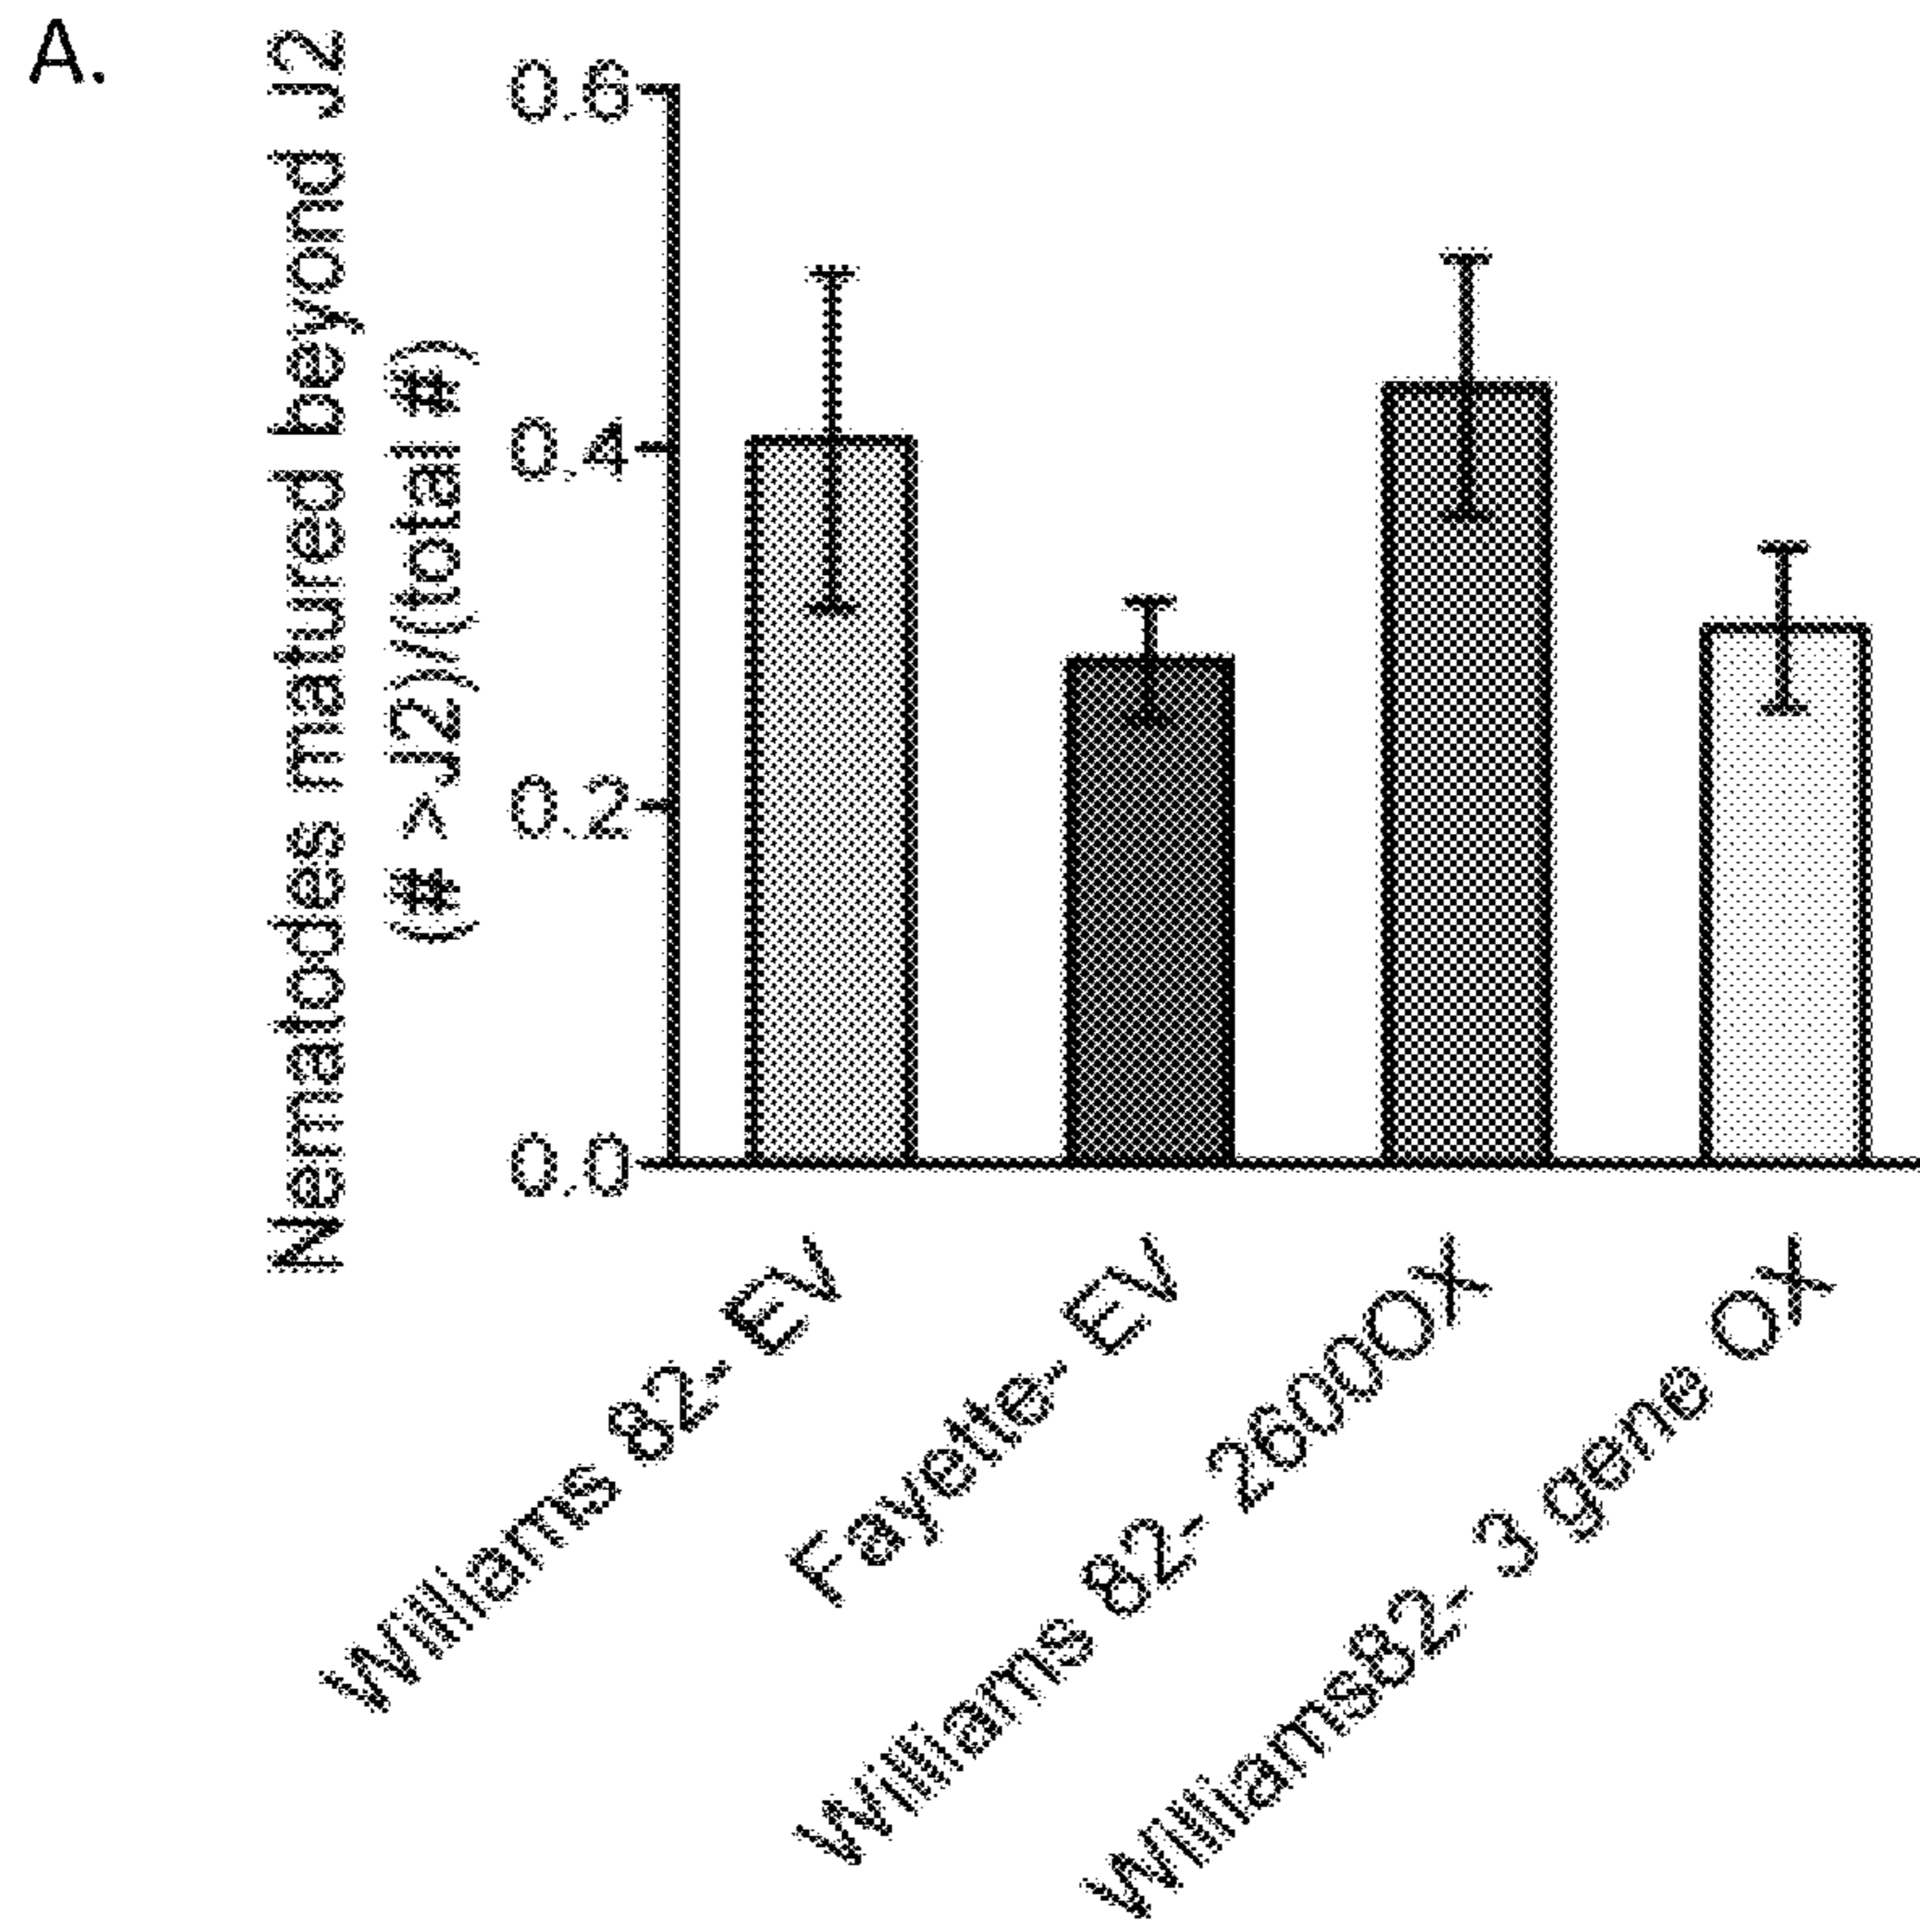 A.
Nematodes matured beyond J2
(# > J2)/(total #)
0.6
0.4
0.2
0.0
Williams 82- EV
Fayette- EV
Williams 82- 2600OX
Williams82- 3 gene OX